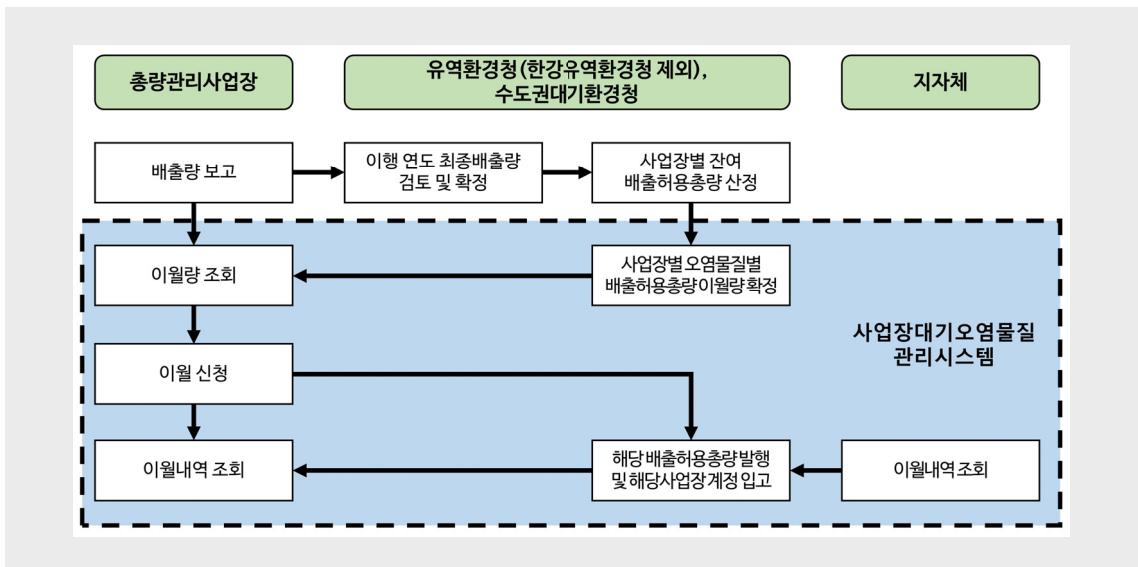 총량관리사업장
유역환경청(한강유역환경청 제외),
수도권대기환경청
지자체
배출량 보고
이행 연도 최종배출량
검토 및 확정
사업장별 잔여
배출허용총량 산정
이월량 조회
사업장별 오염물질별
배출허용총량 이월량 확정
사업장대기오염물질
관리시스템
이월 신청
이월내역 조회
해당 배출허용총량 발행
및 해당사업장 계정 입고
이월내역 조회